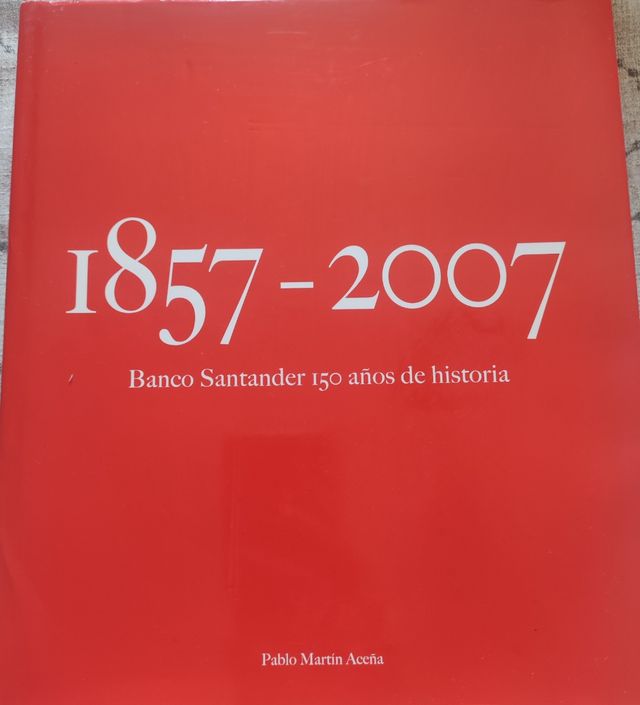 1857-2007
Banco Santander 150 años de historia
Pablo Martín Aceña